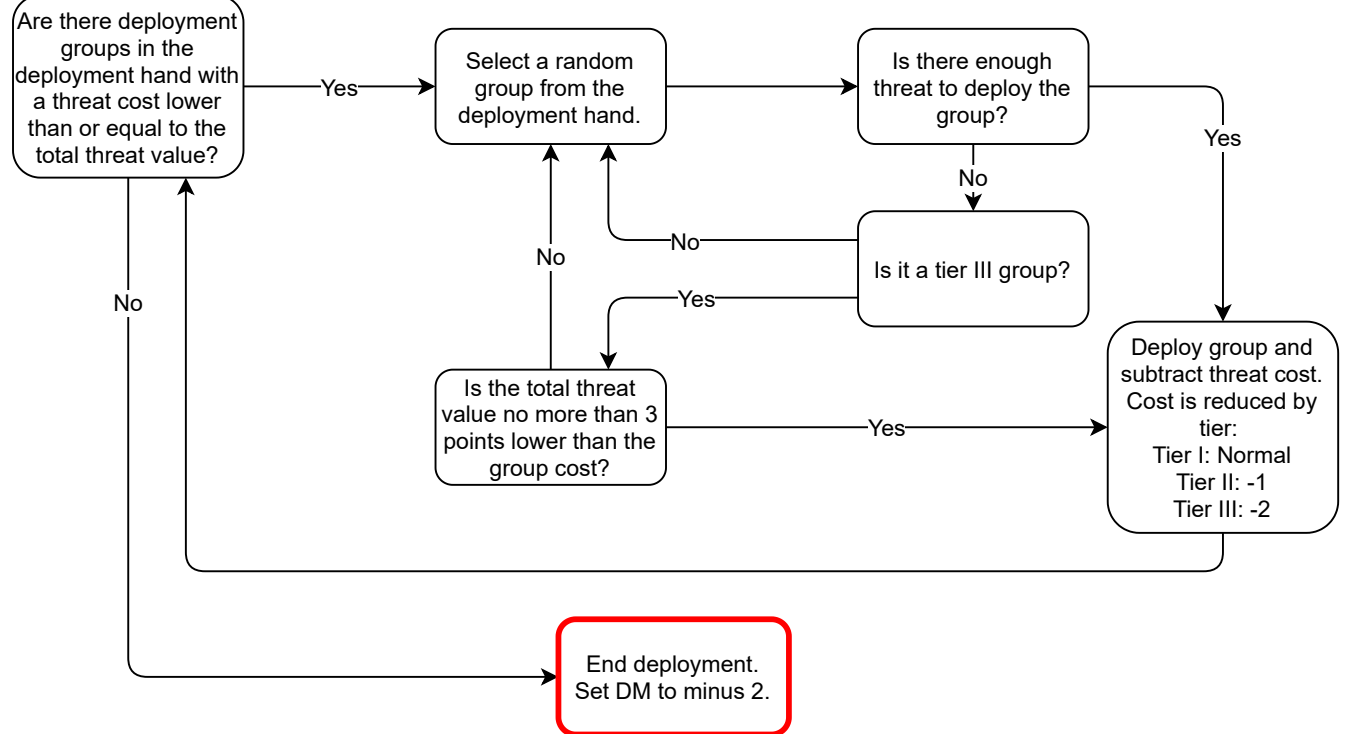 Are there deployment
groups in the
deployment hand with
a threat cost lower
than or equal to the
total threat value?
Yes
Select a random
group from the
deployment hand.
Is there enough
threat to deploy the
group?
Yes
No
No
Is it a tier III group?
No
Yes
No
Is the total threat
value no more than 3
points lower than the
group cost?
Yes
Deploy group and
subtract threat cost.
Cost is reduced by
tier:
Tier I: Normal
Tier II: -1
Tier III: -2
End deployment.
Set DM to minus 2.